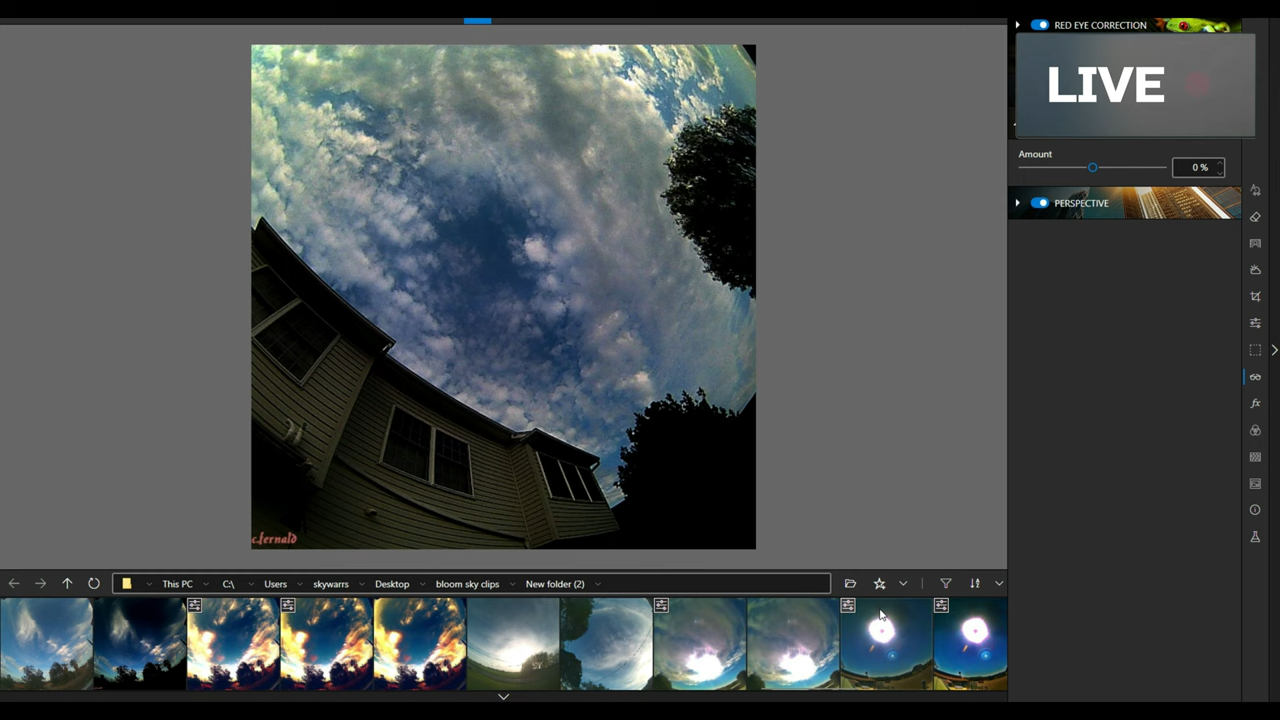 RED EYE CORRECTION
LIVE
Amount
0 %
PERSPECTIVE
c.fernald
This PC
C:\
Users
skywarrs
Desktop
bloom sky clips
New folder (2)
fx